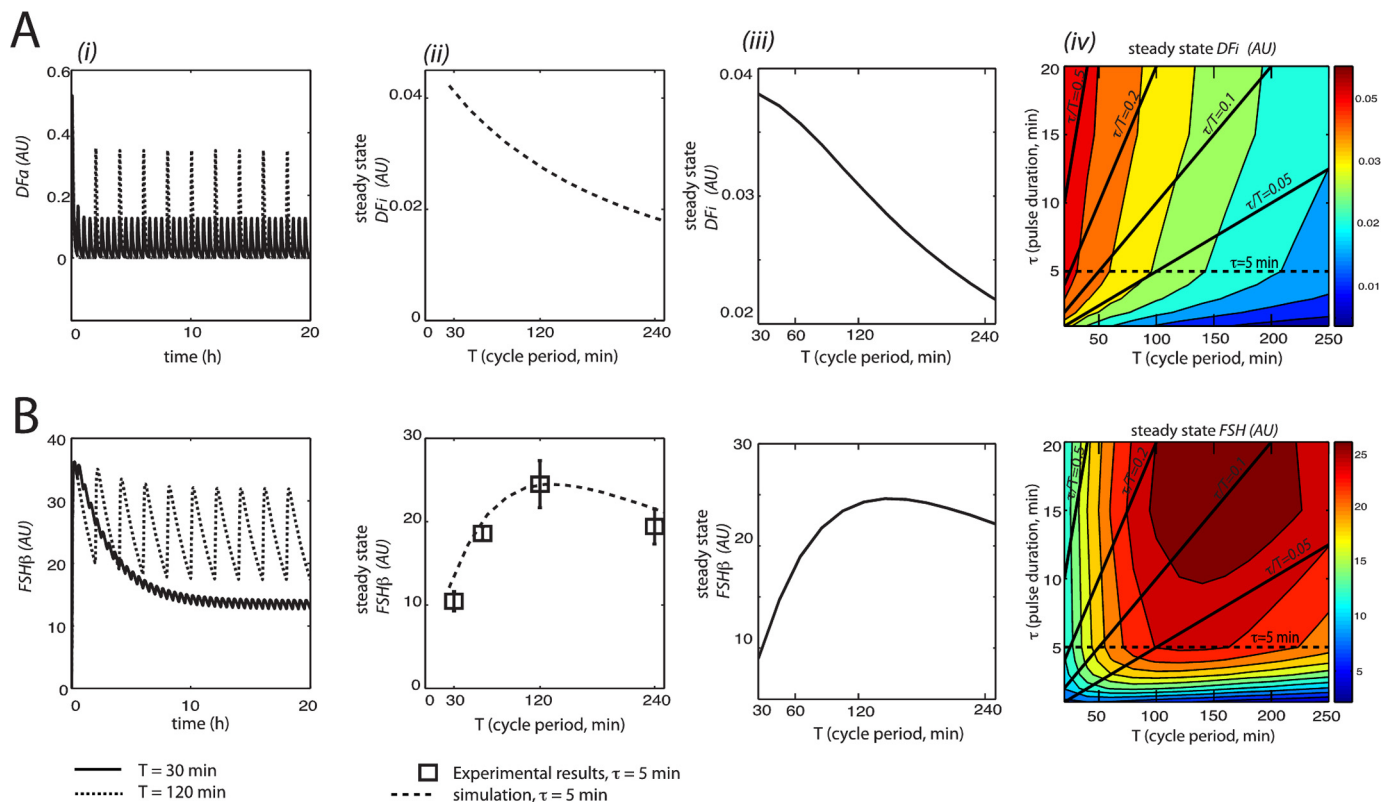 A
(i)
DFa (AU)
0.6
0.4
0.2
0
0
10
20
time (h)
(ii)
steady state
DFi (AU)
0.04
0.02
0
0
30
120
240
T (cycle period, min)
(iii)
steady state
DFi (AU)
0.04
0.03
0.02
30
60
120
240
T (cycle period, min)
(iv)
steady state DFi (AU)
τ (pulse duration, min)
20
15
10
5
τ/T=0.5
τ/T=0.2
τ/T=0.1
τ/T=0.05
τ=5 min
50
100
150
200
250
T (cycle period, min)
0.05
0.04
0.03
0.02
0.01
B
FSHβ (AU)
40
30
20
10
0
0
10
20
time (h)
steady state
FSHβ (AU)
30
20
10
0
0
30
120
240
T (cycle period, min)
steady state
FSHβ (AU)
30
20
10
30
60
120
240
T (cycle period, min)
steady state FSH (AU)
τ (pulse duration, min)
20
15
10
5
τ/T=0.5
τ/T=0.2
τ/T=0.1
τ/T=0.05
τ=5 min
50
100
150
200
250
T (cycle period, min)
25
20
15
10
5
T = 30 min
T = 120 min
Experimental results, τ = 5 min
simulation, τ = 5 min